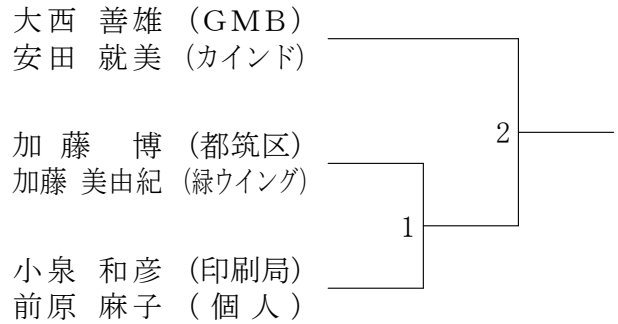 大西 善雄 (GMB)
安田 就美 (カインド)
2
加藤 博 (都筑区)
加藤 美由紀 (緑ウイング)
1
小泉 和彦 (印刷局)
前原 麻子 (個人)